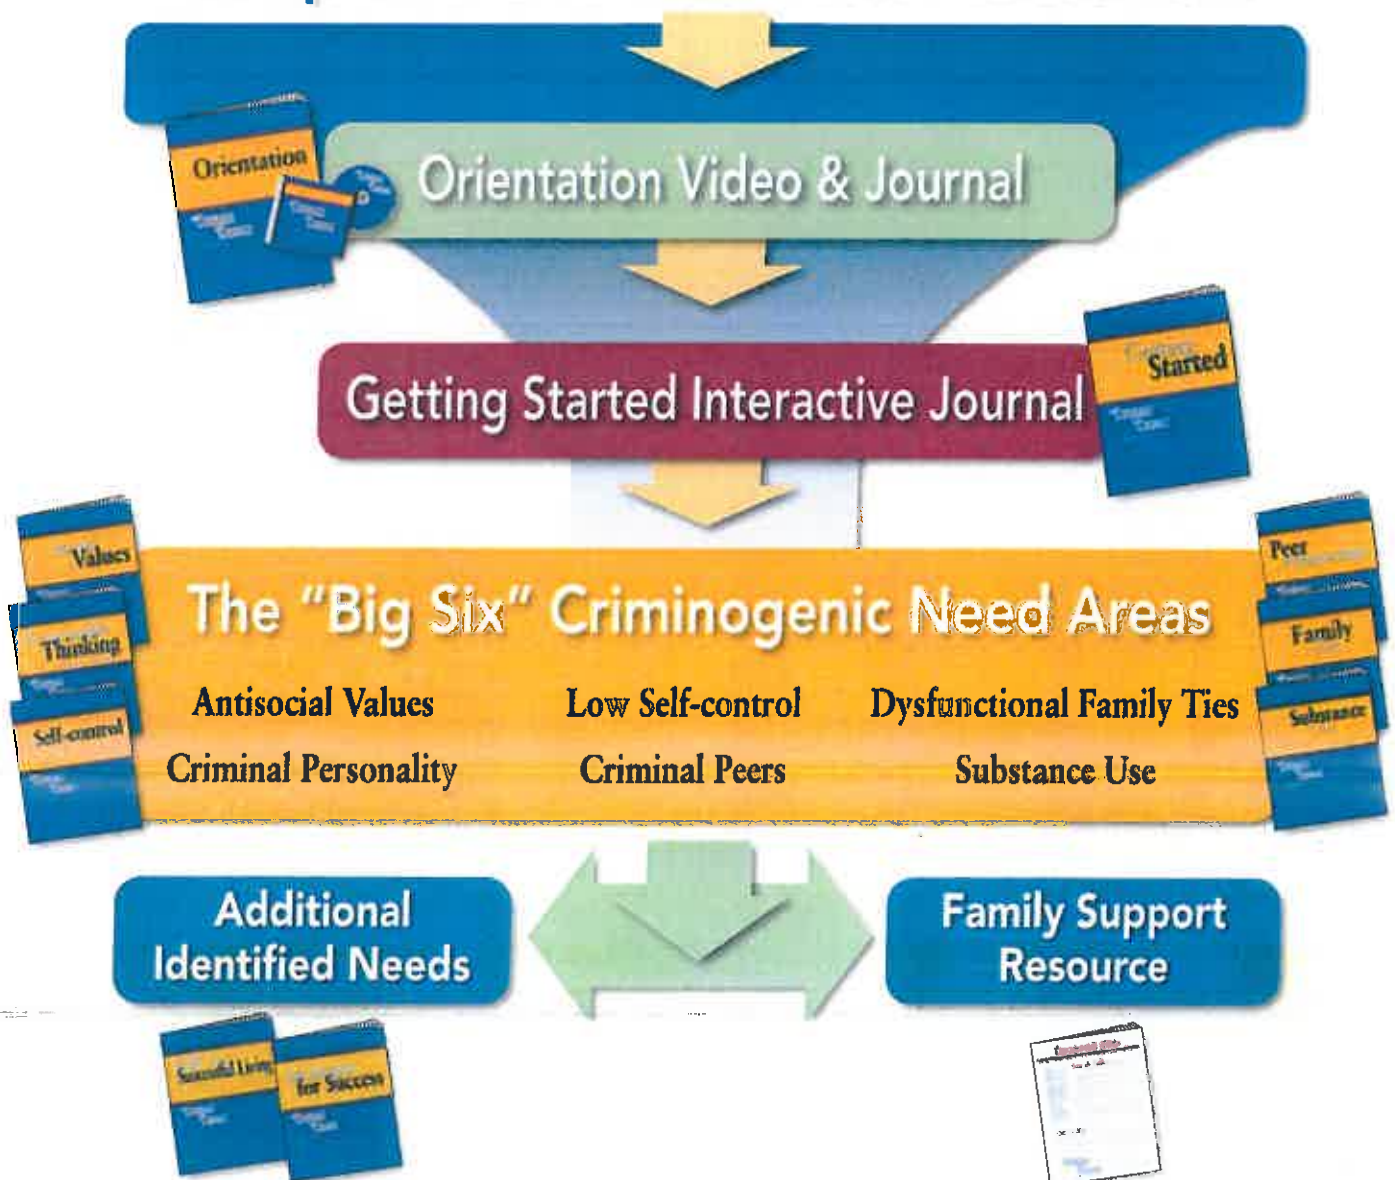 Orientation
Orientation Video & Journal
Getting Started Interactive Journal
Started
Values
Thinking
Self-control
The "Big Six" Criminogenic Need Areas
Antisocial Values
Low Self-control
Dysfunctional Family Ties
Criminal Personality
Criminal Peers
Substance Use
Peer
Family
Substance
Additional
Identified Needs
Family Support
Resource
Successful Living
for Success